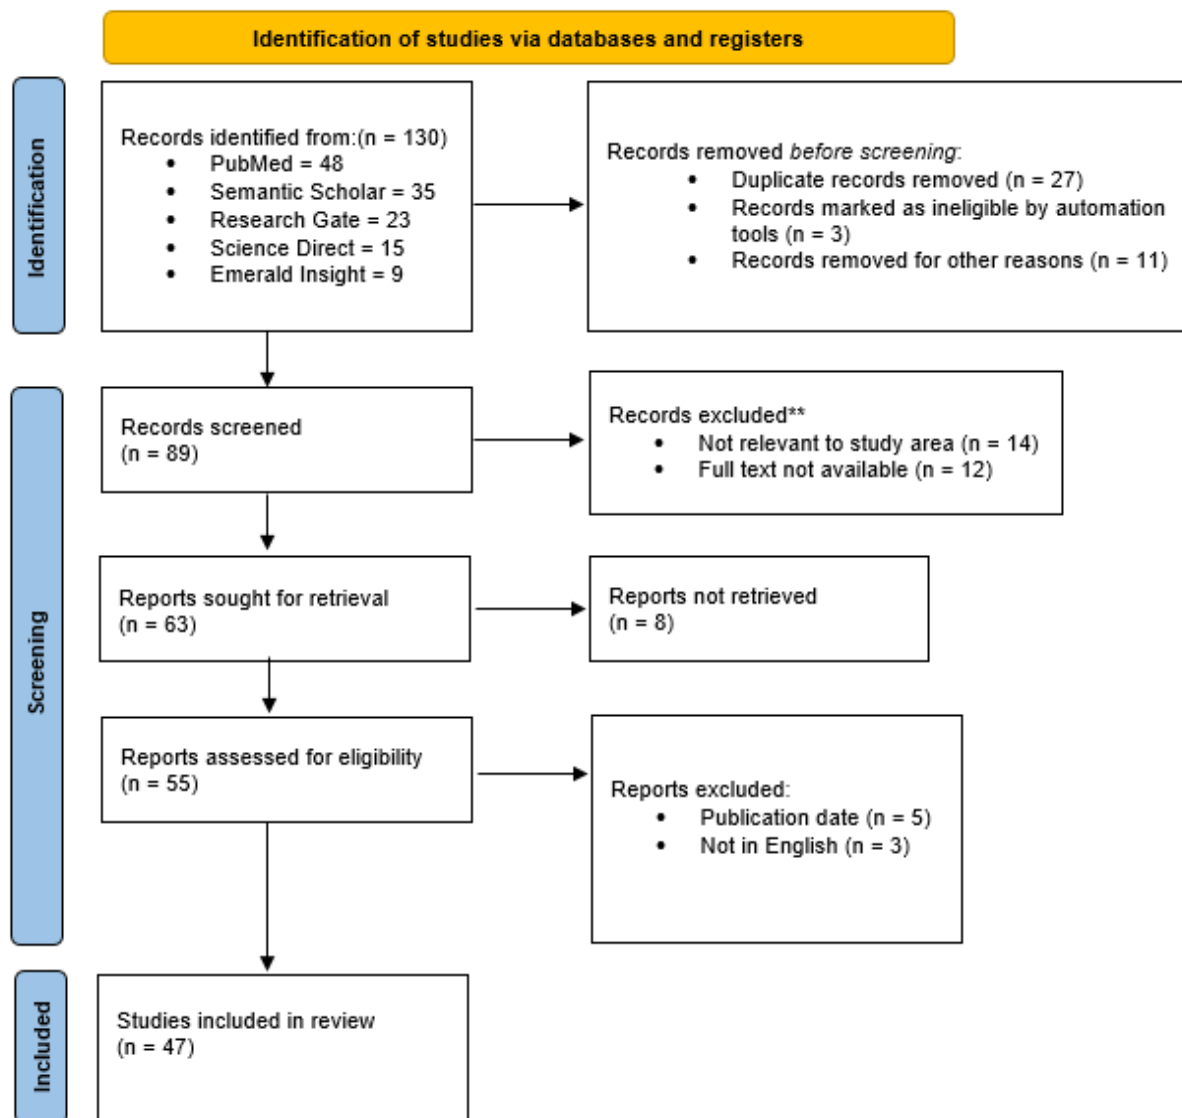 Identification of studies via databases and registers
Identification
Records identified from:(n = 130)
• PubMed = 48
• Semantic Scholar = 35
• Research Gate = 23
• Science Direct = 15
• Emerald Insight = 9
Records removed before screening:
• Duplicate records removed (n = 27)
• Records marked as ineligible by automation
tools (n = 3)
• Records removed for other reasons (n = 11)
Screening
Records screened
(n = 89)
Records excluded**
• Not relevant to study area (n = 14)
• Full text not available (n = 12)
Reports sought for retrieval
(n = 63)
Reports not retrieved
(n = 8)
Reports assessed for eligibility
(n = 55)
Reports excluded:
• Publication date (n = 5)
• Not in English (n = 3)
Included
Studies included in review
(n = 47)